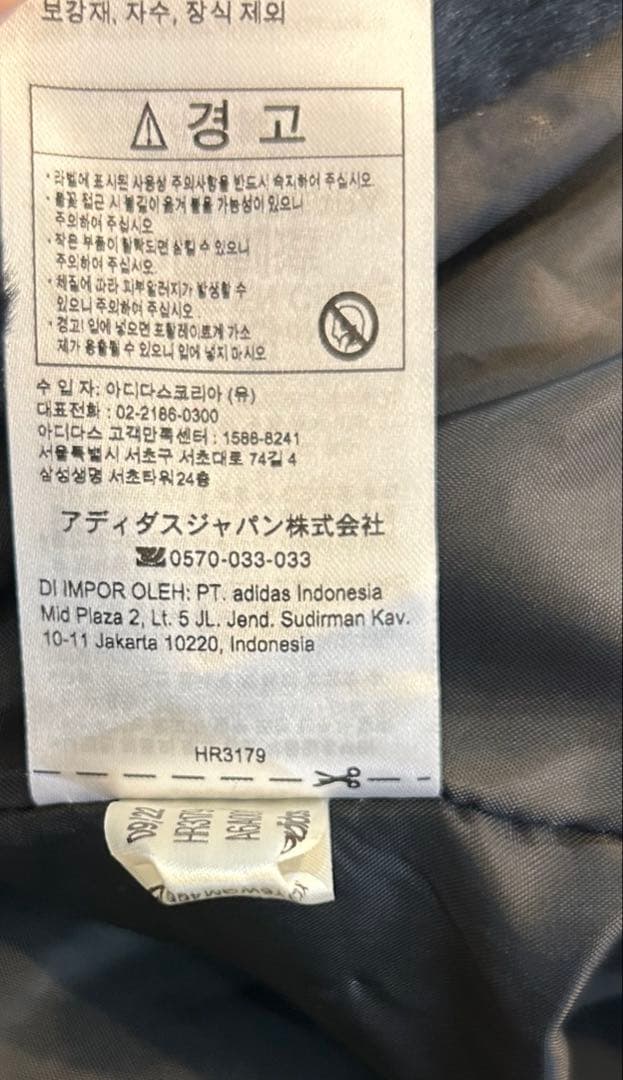 보강재, 자수, 장식 제외
경 고
• 라벨에 표시된 사용상 주의사항을 반드시 숙지하여 주십시오
• 불꽃 접근 시 불길이 옮겨 붙을 가능성이 있으니
주의하여 주십시오
• 작은 부품이 탈락되면 삼킬 수 있으니
주의하여 주십시오
• 체질에 따라 피부알러지가 발생할 수
있으니 주의하여 주십시오
• 경고! 입에 넣으면 프탈레이트계 가소
제가 용출될 수 있으니 입에 넣지 마시오
수 입 자: 아디다스코리아 (유)
대표전화 : 02-2186-0300
아디다스 고객만족센터 : 1588-8241
서울특별시 서초구 서초대로 74길 4
삼성생명 서초타워24층
アディダスジャパン株式会社
0570-033-033
DI IMPOR OLEH: PT. adidas Indonesia
Mid Plaza 2, Lt. 5 JL. Jend. Sudirman Kav.
10-11 Jakarta 10220, Indonesia
HR3179
09/22